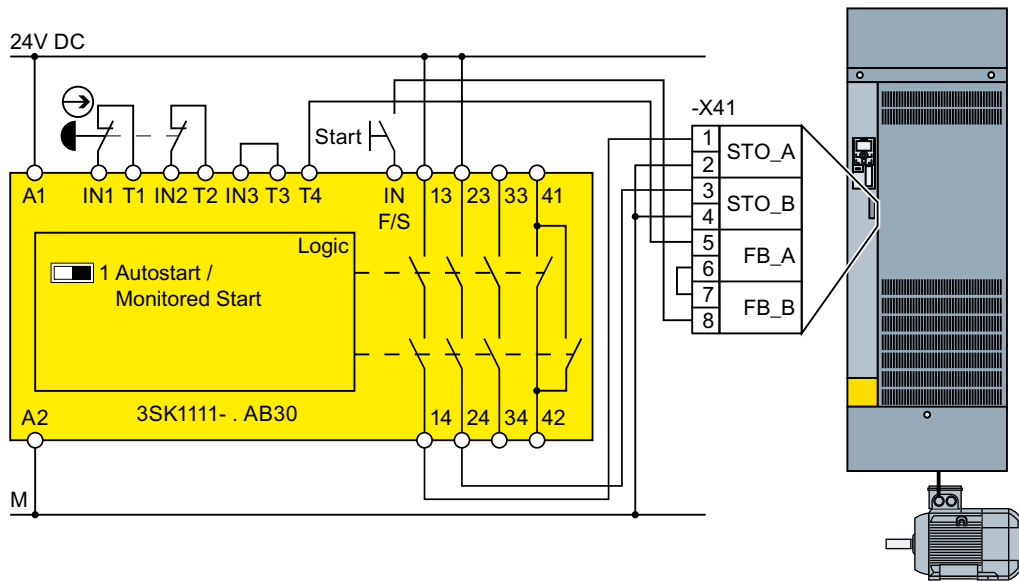 24V DC
Start
-X41
1
2
STO_A
3
4
STO_B
5
6
FB_A
7
8
FB_B
A1
IN1
T1
IN2
T2
IN3
T3
T4
IN
F/S
13
23
33
41
Logic
1 Autostart /
Monitored Start
A2
3SK1111- . AB30
14
24
34
42
M